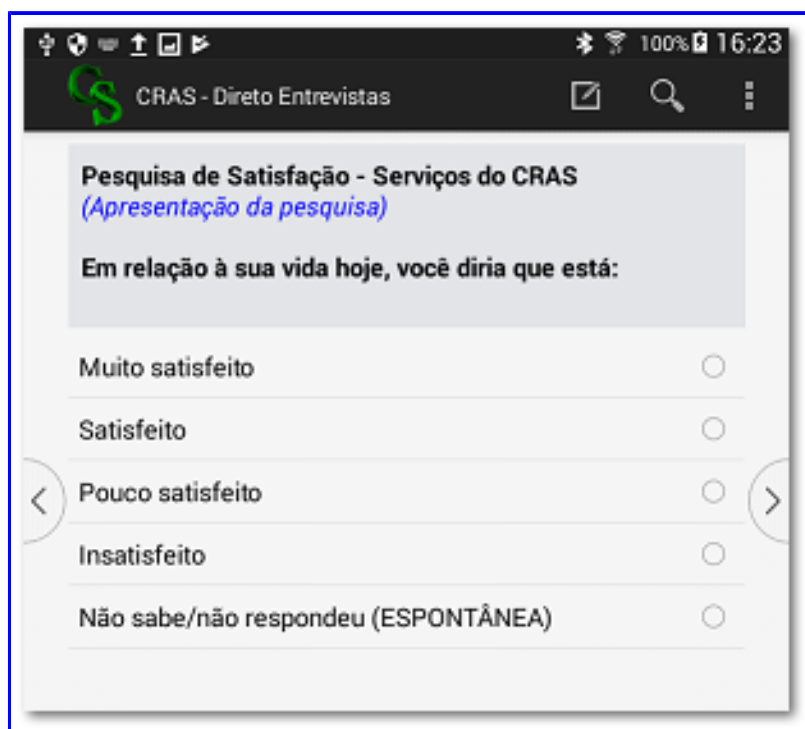 100% 16:23
CS CRAS - Direto Entrevistas
Pesquisa de Satisfação - Serviços do CRAS
(Apresentação da pesquisa)
Em relação à sua vida hoje, você diria que está:
Muito satisfeito
Satisfeito
Pouco satisfeito
Insatisfeito
Não sabe/não respondeu (ESPONTÂNEA)